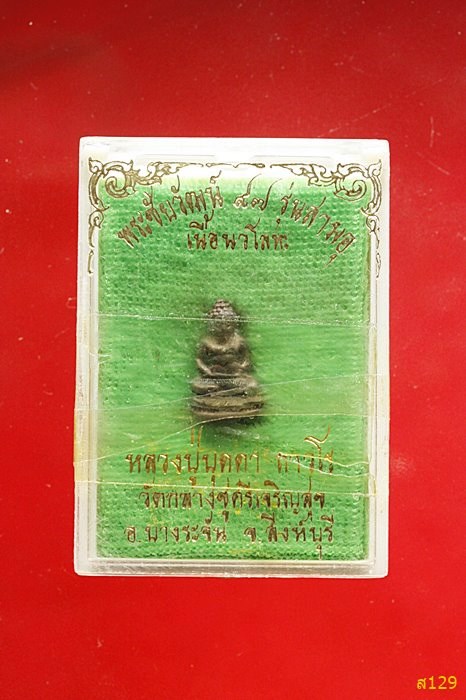 พระชัยวัฒน์ ๙๗ รุ่นสารพลุ
เนื้อนวโลหะ
หลวงปู่บุดดา ถาวโร
วัดกลางชูศรีเจริญสุข
อ.บางระจัน จ.สิงห์บุรี
ส129